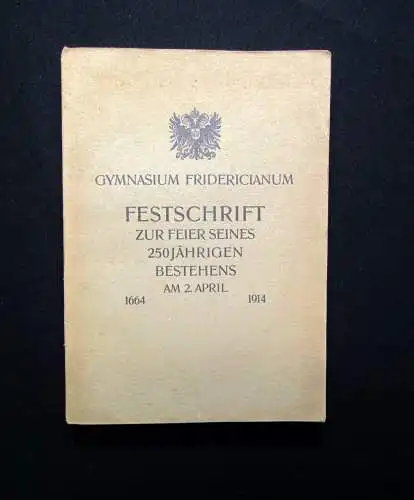 GYMNASIUM FRIDERICIANUM
FESTSCHRIFT
ZUR FEIER SEINES
250JÄHRIGEN
BESTEHENS
AM 2. APRIL
1664 1914